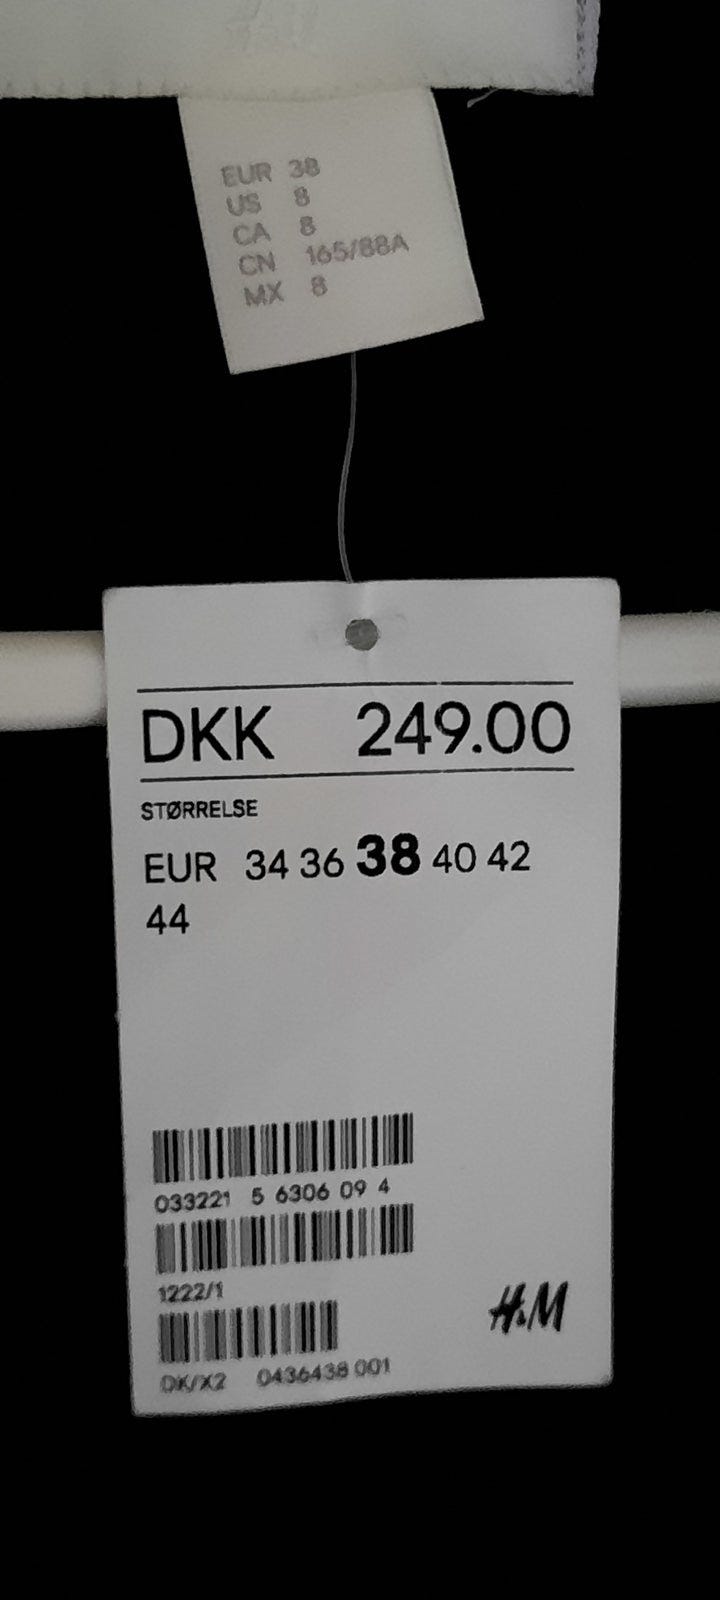 EUR 38
US 8
CA 8
CN 165/88A
MX 8
DKK 249.00
STØRRELSE
EUR 34 36 38 40 42
44
033221 5 6306 09 4
1222/1
H&M
DK/X2 0436438 001